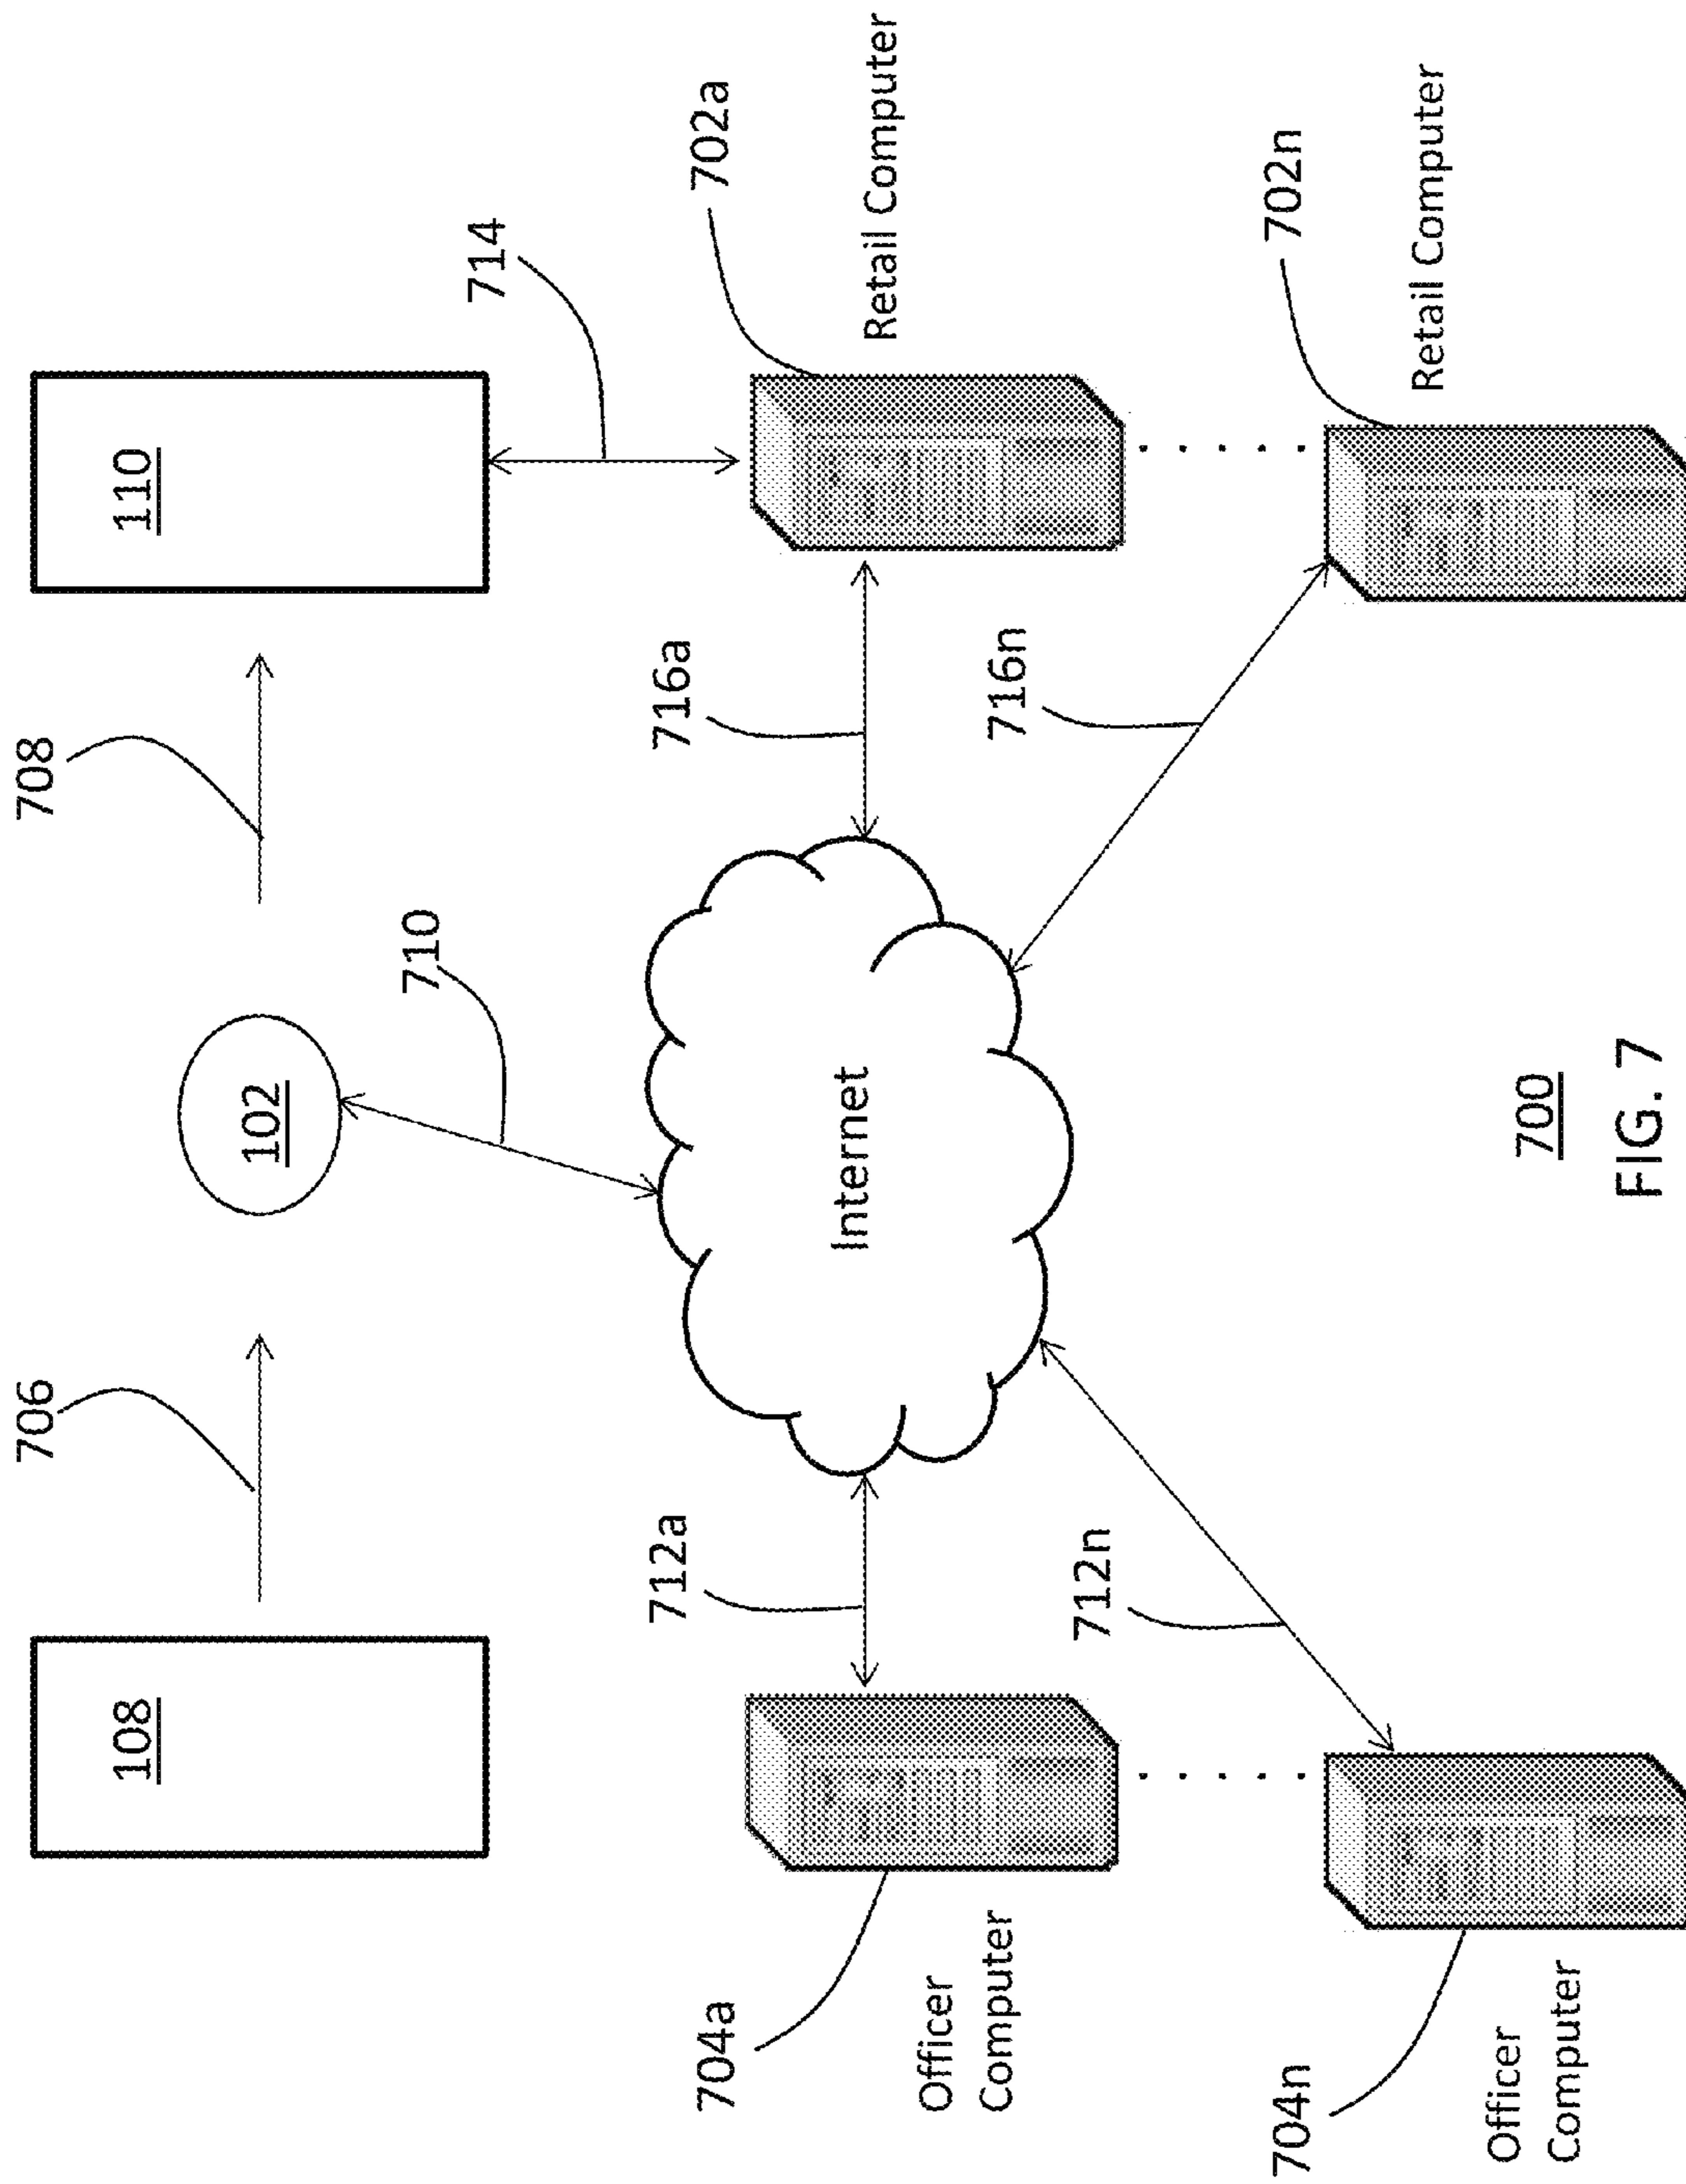 706
708
108
110
102
710
714
712a
716a
704a
702a
Internet
Retail Computer
Officer
Computer
716n
712n
704n
702n
Retail Computer
Officer
Computer
700
FIG. 7